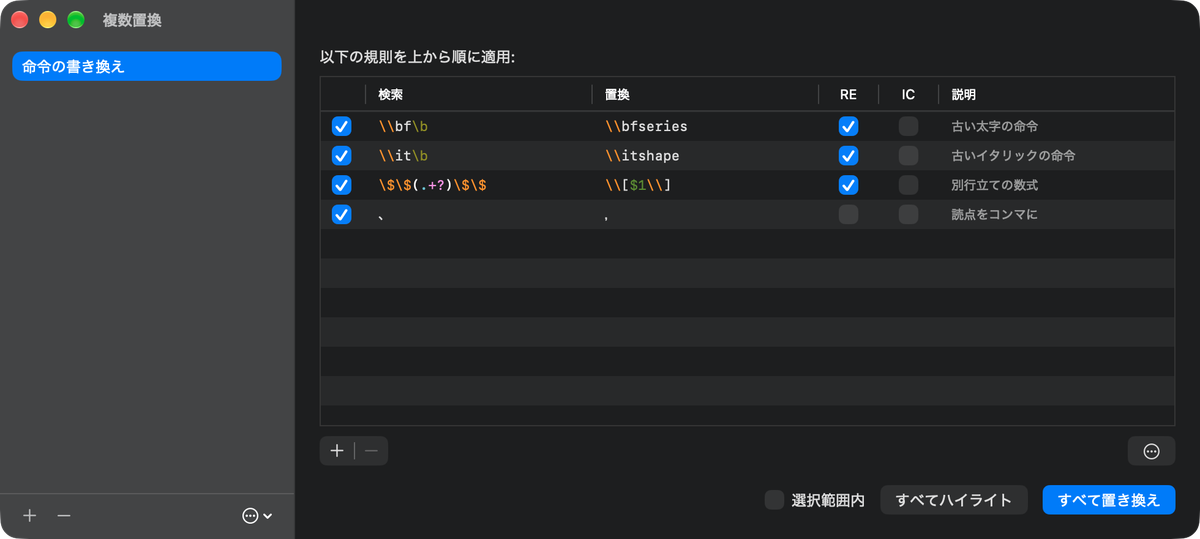 複数置換
命令の書き換え
以下の規則を上から順に適用:
検索 置換 RE IC 説明
\\bf\b \\bfseries 古い太字の命令
\\it\b \\itshape 古いイタリックの命令
\$\$(.+?)\$\$ \\[$1\\] 別行立ての数式
、 , 読点をコンマに
選択範囲内 すべてハイライト すべて置き換え